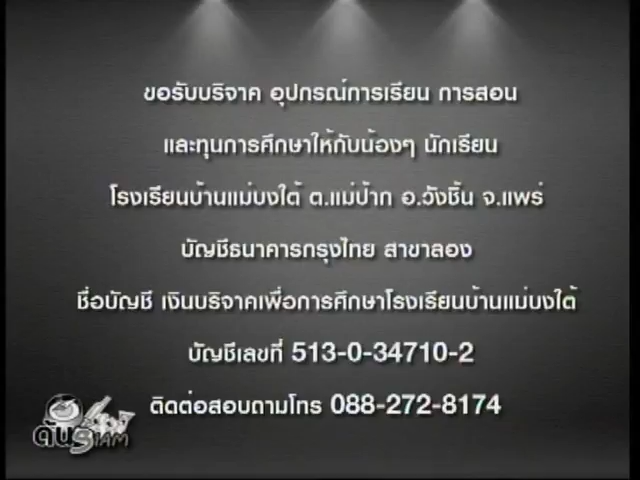 ขอรับบริจาค อุปกรณ์การเรียน การสอน
และทุนการศึกษาให้กับน้องๆ นักเรียน
โรงเรียนบ้านแม่บงใต้ ต.แม่ป้าก อ.วังชิ้น จ.แพร่
บัญชีธนาคารกรุงไทย สาขาลอง
ชื่อบัญชี เงินบริจาคเพื่อการศึกษาโรงเรียนบ้านแม่บงใต้
บัญชีเลขที่ 513-0-34710-2
ติดต่อสอบถามโทร 088-272-8174
SIAM